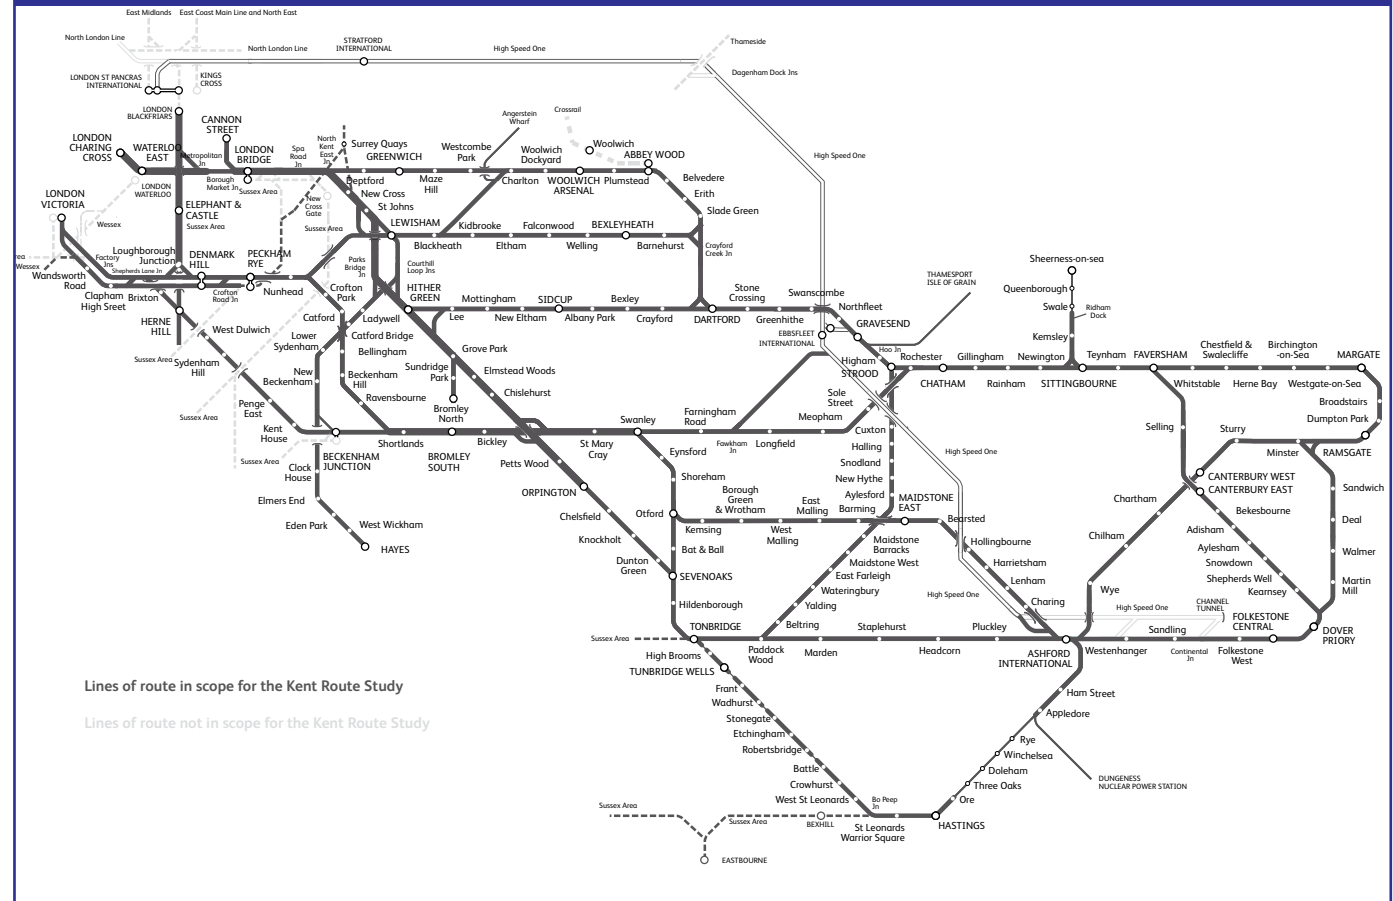 East Midlands
East Coast Main Line and North East
North London Line
North London Line
STRATFORD
INTERNATIONAL
High Speed One
Thameside
Dagenham Dock Jns
LONDON ST PANCRAS
INTERNATIONAL
KINGS
CROSS
LONDON
BLACKFRIARS
CANNON
STREET
LONDON
CHARING
CROSS
WATERLOO
EAST
Metropolitan
Jn
LONDON
BRIDGE
Borough
Market Jn
Sussex Area
Spa
Road
Jn
North
Kent
East
Jn
Surrey Quays
GREENWICH
Deptford
New Cross
St Johns
New
Cross
Gate
Sussex Area
Maze
Hill
Westcombe
Park
Angerstein
Wharf
Charlton
Woolwich
Dockyard
Crossrail
Woolwich
WOOLWICH
ARSENAL
Plumstead
ABBEY WOOD
Belvedere
Erith
Slade Green
High Speed One
LONDON
VICTORIA
LONDON
WATERLOO
Wessex
ELEPHANT &
CASTLE
Sussex Area
LEWISHAM
Blackheath
Kidbrooke
Eltham
Falconwood
Welling
BEXLEYHEATH
Barnehurst
Crayford
Creek Jn
rea
Wessex
Wandsworth
Road
Factory
Jns
Shepherds Lane Jn
Clapham
High Sreet
Brixton
Loughborough
Junction
DENMARK
HILL
PECKHAM
RYE
Crofton
Road Jn
Nunhead
Parks
Bridge
Jn
Courthill
Loop Jns
Crofton
Park
HITHER
GREEN
Lee
Mottingham
New Eltham
SIDCUP
Albany Park
Bexley
Crayford
DARTFORD
Stone
Crossing
Greenhithe
Swanscombe
Northfleet
EBBSFLEET
INTERNATIONAL
GRAVESEND
THAMESPORT
ISLE OF GRAIN
Hoo Jn
Higham
STROOD
Sheerness-on-sea
Queenborough
Swale
Ridham
Dock
Kemsley
HERNE
HILL
West Dulwich
Sussex Area
Sydenham
Hill
Sussex Area
Penge
East
Kent
House
Sussex Area
Catford
Ladywell
Catford Bridge
Lower
Sydenham
Bellingham
New
Beckenham
Beckenham
Hill
Ravensbourne
Grove Park
Sundridge
Park
Elmstead Woods
Bromley
North
Chislehurst
Rochester
CHATHAM
Gillingham
Rainham
Newington
SITTINGBOURNE
Teynham
FAVERSHAM
Chestfield &
Swalecliffe
Whitstable
Herne Bay
Birchington
-on-Sea
Westgate-on-Sea
MARGATE
Broadstairs
Dumpton Park
RAMSGATE
Minster
Sturry
Selling
CANTERBURY WEST
CANTERBURY EAST
Chartham
Chilham
Wye
Bekesbourne
Adisham
Aylesham
Snowdown
Shepherds Well
Kearnsey
Sandwich
Deal
Walmer
Martin
Mill
BECKENHAM
JUNCTION
Shortlands
BROMLEY
SOUTH
Bickley
Petts Wood
St Mary
Cray
Swanley
Farningham
Road
Fawkham
Jn
Longfield
Meopham
Sole
Street
Cuxton
Halling
Snodland
New Hythe
Aylesford
High Speed One
Clock
House
Elmers End
Eden Park
West Wickham
HAYES
ORPINGTON
Chelsfield
Knockholt
Dunton
Green
Eynsford
Shoreham
Otford
Bat & Ball
SEVENOAKS
Hildenborough
Kemsing
Borough
Green
& Wrotham
West
Malling
East
Malling
Barming
MAIDSTONE
EAST
Bearsted
Maidstone
Barracks
Maidstone West
East Farleigh
Wateringbury
Yalding
Beltring
Hollingbourne
Harrietsham
Lenham
Charing
High Speed One
High Speed One
CHANNEL
TUNNEL
Sussex Area
TONBRIDGE
Paddock
Wood
Marden
Staplehurst
Headcorn
Pluckley
ASHFORD
INTERNATIONAL
Westenhanger
Sandling
Continental
Jn
Folkestone
West
FOLKESTONE
CENTRAL
DOVER
PRIORY
High Brooms
TUNBRIDGE WELLS
Frant
Wadhurst
Stonegate
Etchingham
Robertsbridge
Battle
Crowhurst
West St Leonards
Bo Peep
Jn
Ham Street
Appledore
Rye
Winchelsea
Doleham
Three Oaks
Ore
DUNGENESS
NUCLEAR POWER STATION
HASTINGS
St Leonards
Warrior Square
BEXHILL
Sussex Area
Sussex Area
EASTBOURNE
Lines of route in scope for the Kent Route Study
Lines of route not in scope for the Kent Route Study